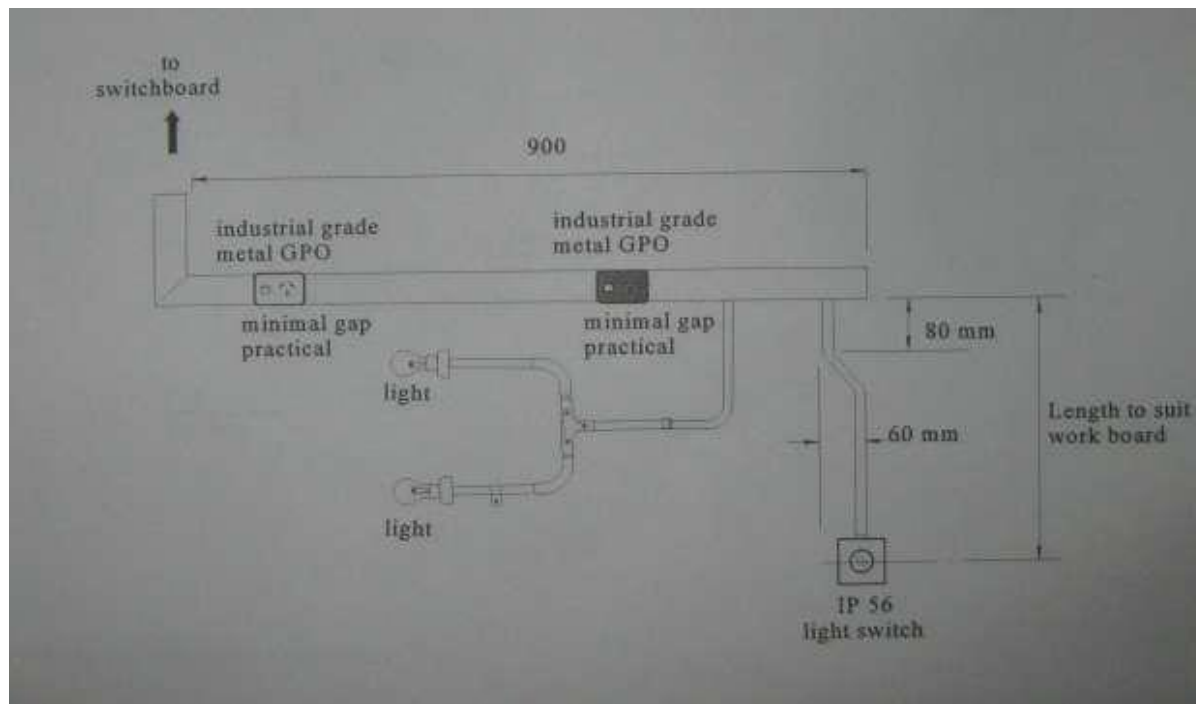 to
switchboard
900
industrial grade
metal GPO
industrial grade
metal GPO
minimal gap
practical
minimal gap
practical
80 mm
light
Length to suit
work board
60 mm
light
IP 56
light switch